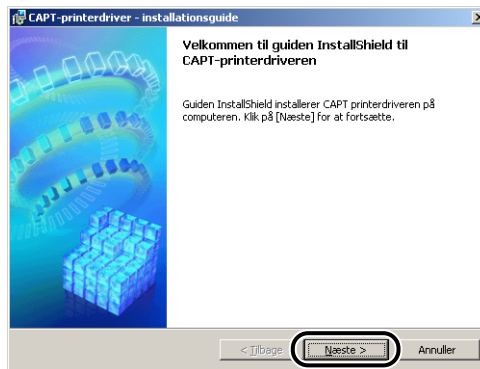 CAPT-printerdriver - installationsguide
Velkommen til guiden InstallShield til
CAPT-printerdriveren
Guiden InstallShield installerer CAPT printerdriveren på
computeren. Klik på [Næste] for at fortsætte.
< Tilbage
Næste >
Annuller